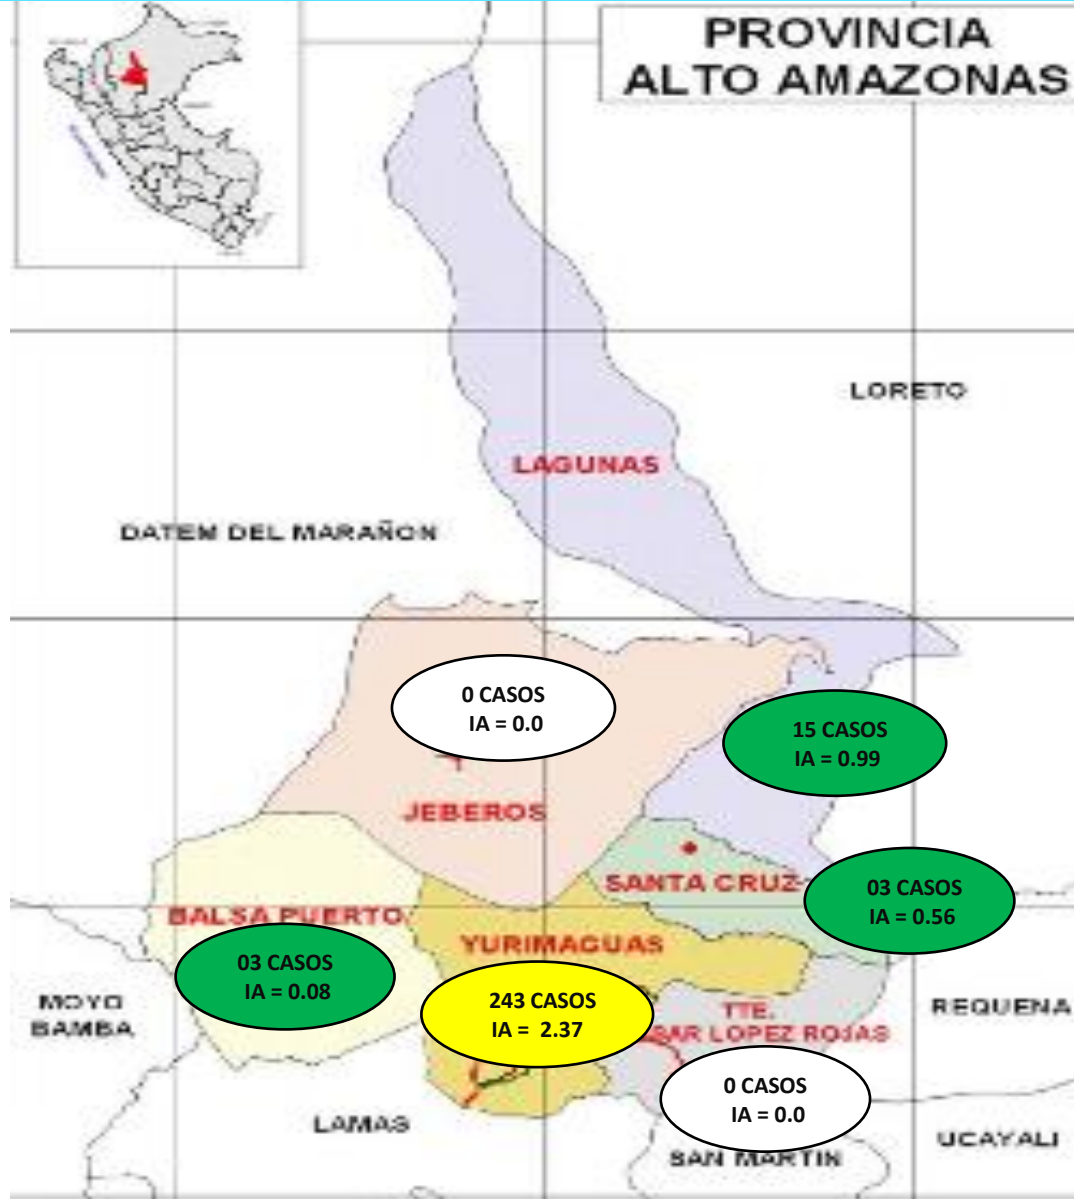 PROVINCIA
ALTO AMAZONAS
LORETO
LAGUNAS
DATEM DEL MARAÑON
0 CASOS
IA = 0.0
15 CASOS
IA = 0.99
JEBEROS
SANTA CRUZ
03 CASOS
IA = 0.56
BALSA PUERTO
YURIMAGUAS
03 CASOS
IA = 0.08
243 CASOS
IA = 2.37
MOYO
BAMBA
TTE.
SAR LOPEZ ROJAS
REQUENA
0 CASOS
IA = 0.0
LAMAS
UCAYALI
SAN MARTIN